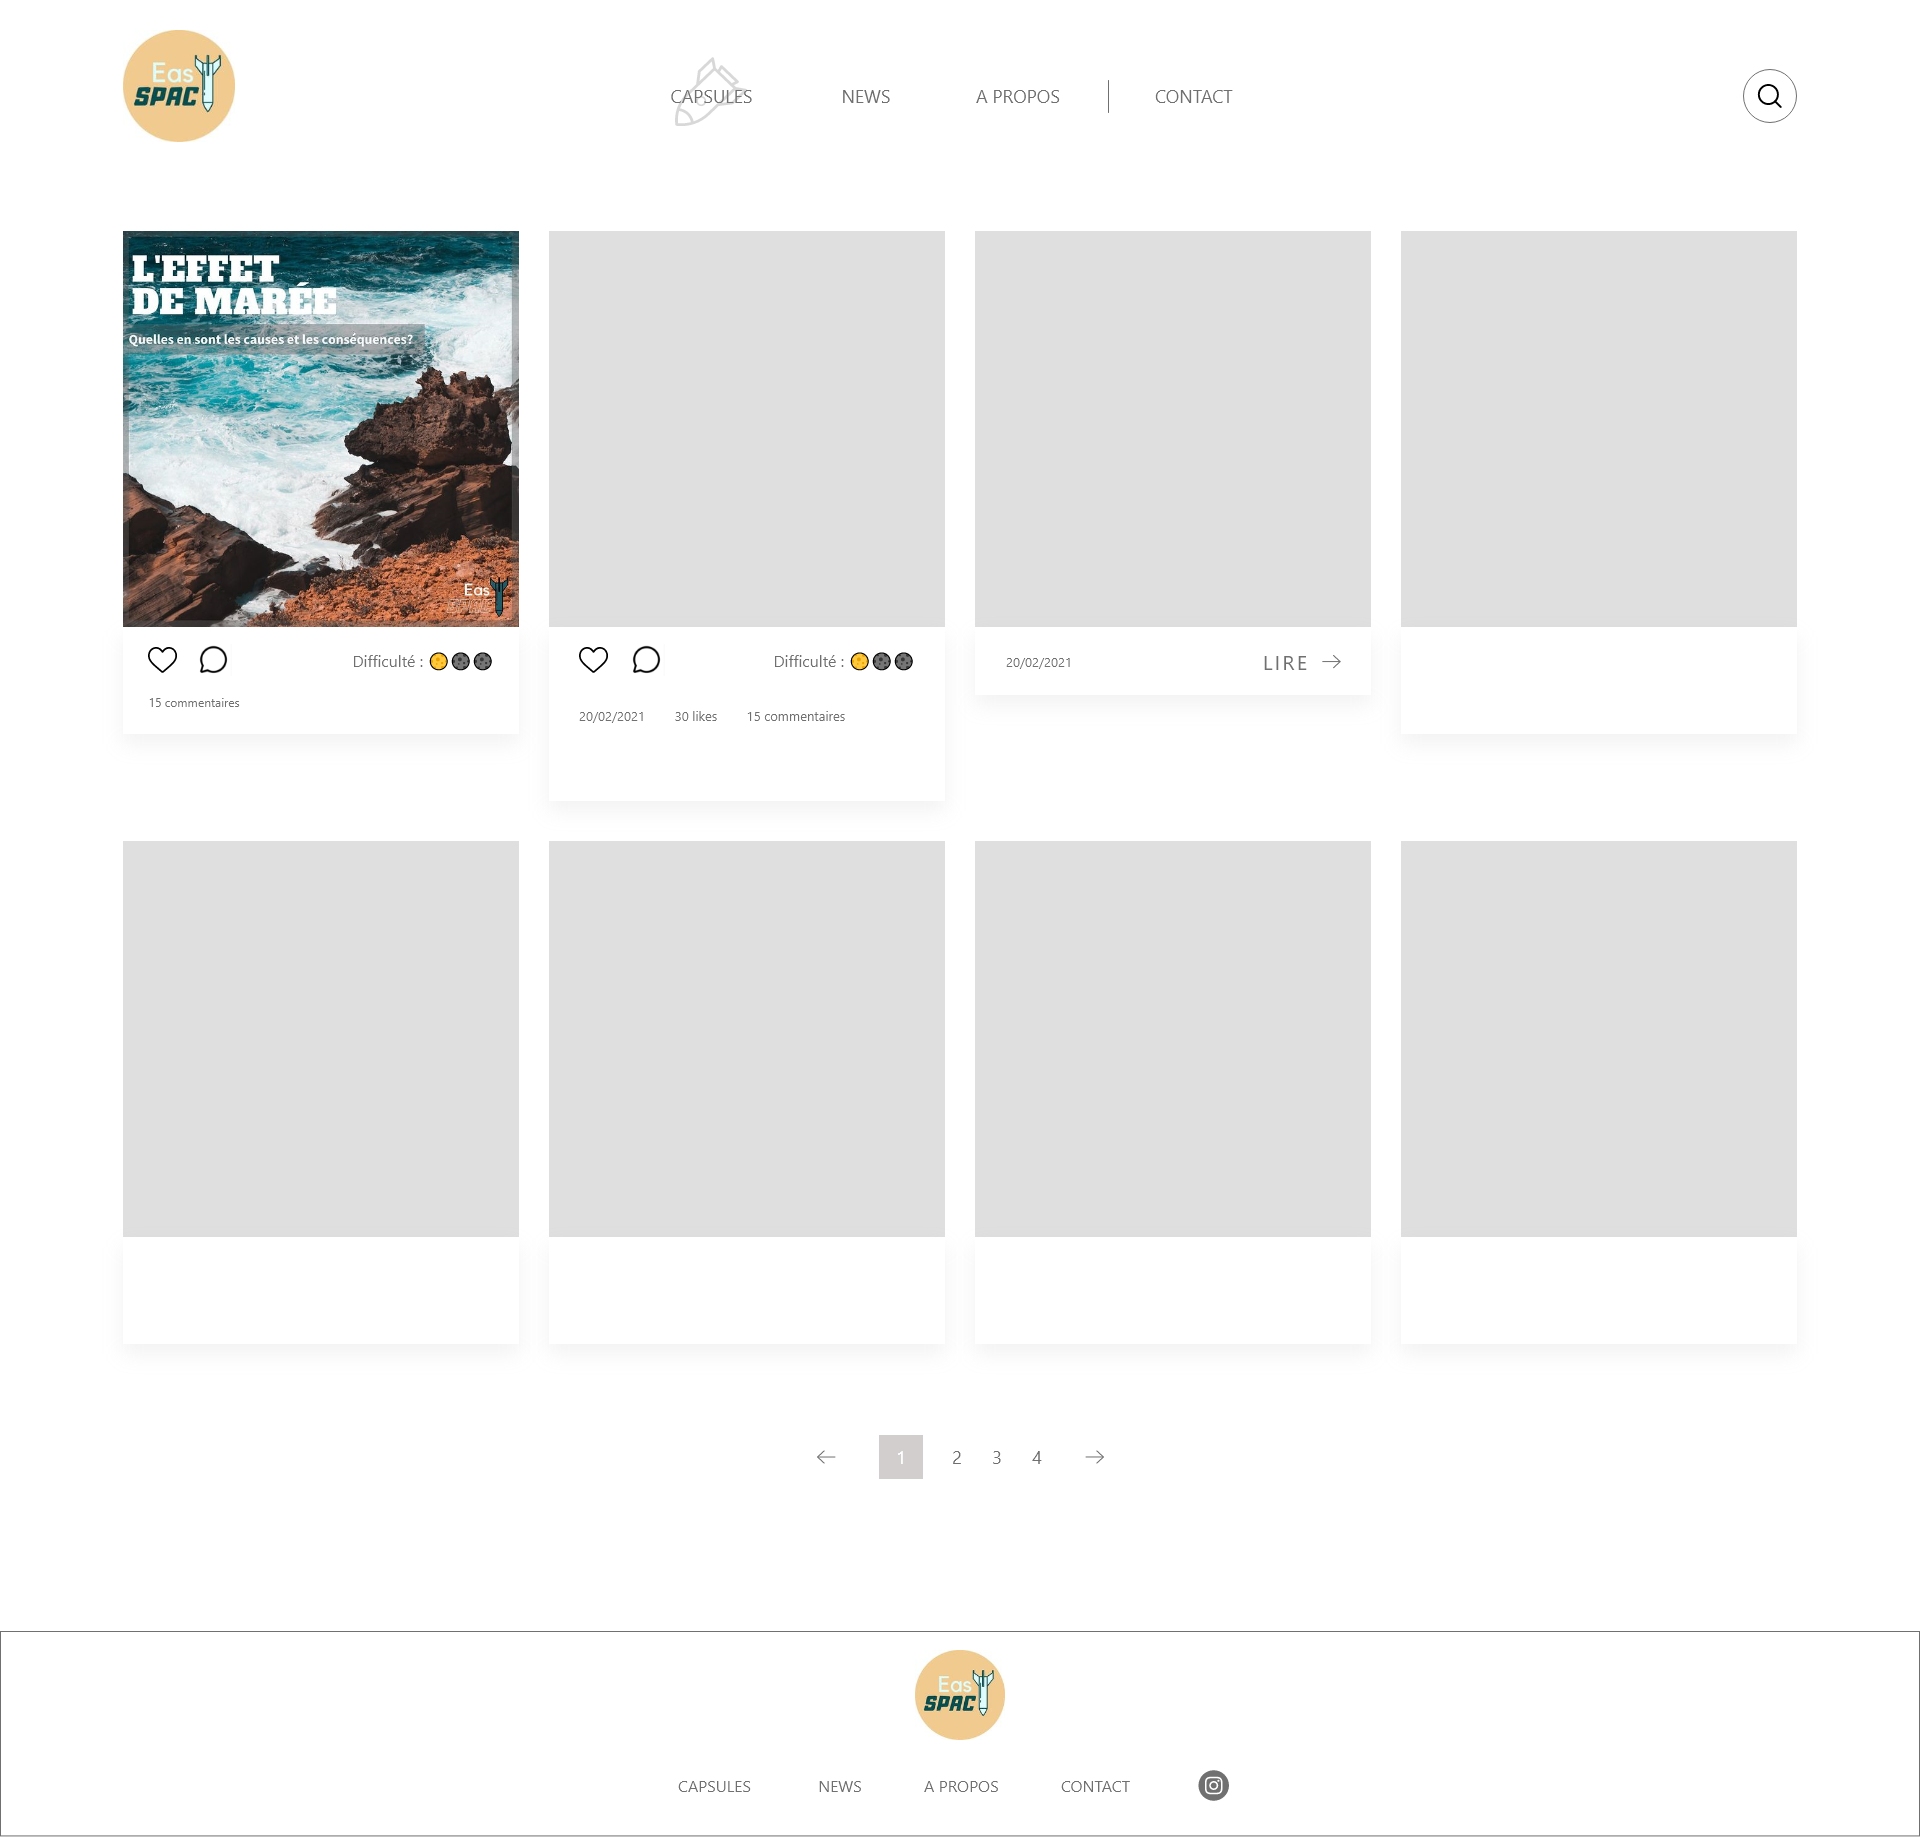 Eas
SPAC
CAPSULES NEWS A PROPOS CONTACT
L'EFFET
DE MARÉE
Quelles en sont les causes et les conséquences?
Eas
Difficulté :
15 commentaires
Difficulté :
20/02/2021 30 likes 15 commentaires
20/02/2021 LIRE
1 2 3 4
Eas
SPAC
CAPSULES NEWS A PROPOS CONTACT